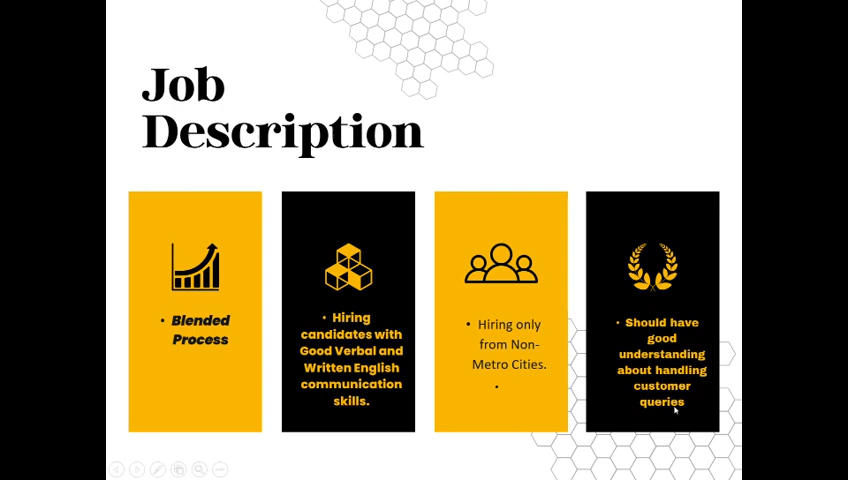 Job
Description
• Blended
Process
• Hiring
candidates with
Good Verbal and
Written English
communication
skills.
• Hiring only
from Non-
Metro Cities.
•
• Should have
good
understanding
about handling
customer
queries